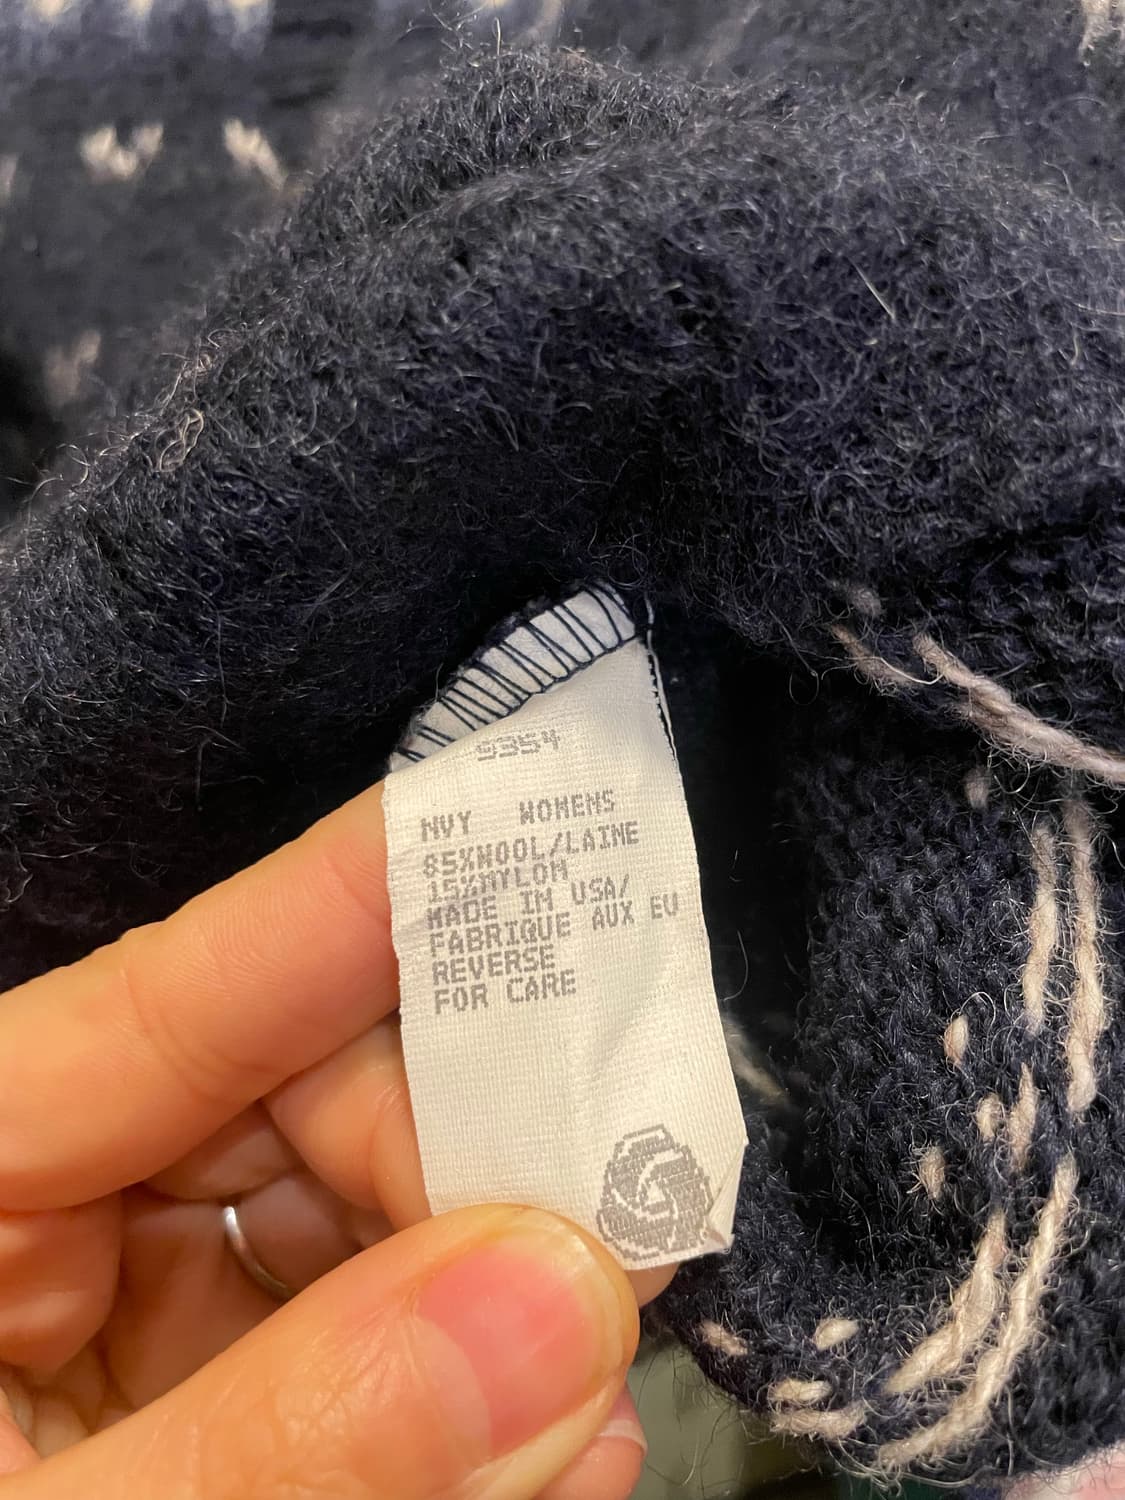 9354
NVY WOMENS
85%WOOL/LAINE
15%NYLON
MADE IN USA/
FABRIQUE AUX EU
REVERSE
FOR CARE